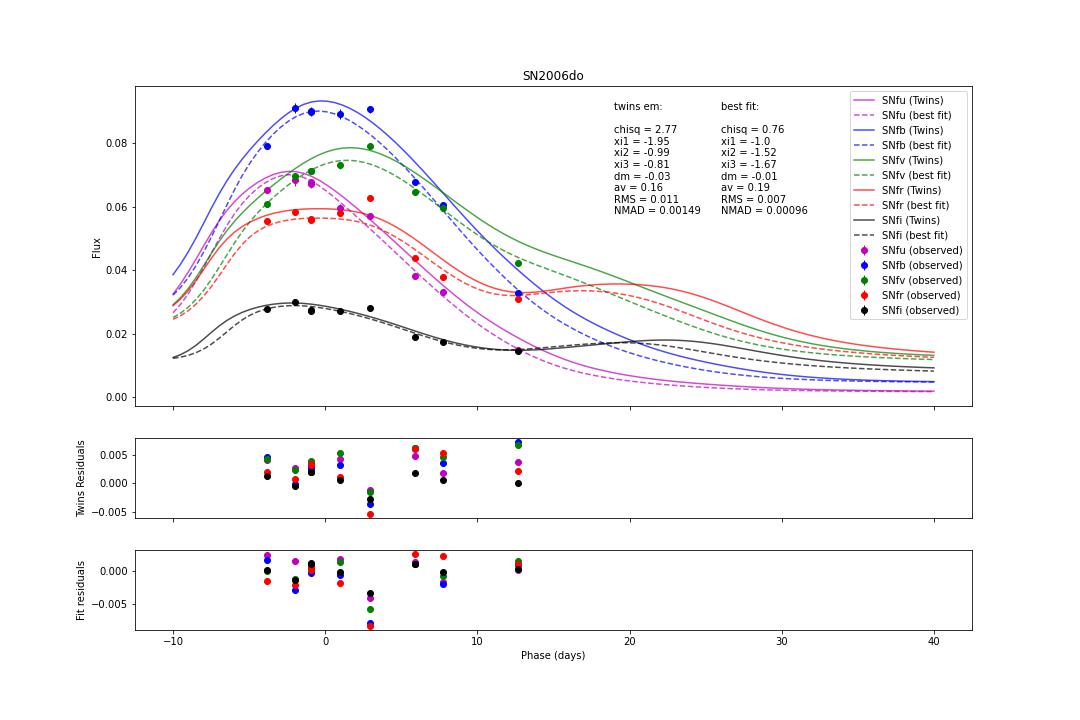 SN2006do
Flux
0.08
0.06
0.04
0.02
0.00
twins em:
chisq = 2.77
xi1 = -1.95
xi2 = -0.99
xi3 = -0.81
dm = -0.03
av = 0.16
RMS = 0.011
NMAD = 0.00149
best fit:
chisq = 0.76
xi1 = -1.0
xi2 = -1.52
xi3 = -1.67
dm = -0.01
av = 0.19
RMS = 0.007
NMAD = 0.00096
SNfu (Twins)
SNfu (best fit)
SNfb (Twins)
SNfb (best fit)
SNfv (Twins)
SNfv (best fit)
SNfr (Twins)
SNfr (best fit)
SNfi (Twins)
SNfi (best fit)
SNfu (observed)
SNfb (observed)
SNfv (observed)
SNfr (observed)
SNfi (observed)
Twins Residuals
0.005
0.000
−0.005
Fit residuals
0.000
−0.005
−10
0
10
20
30
40
Phase (days)